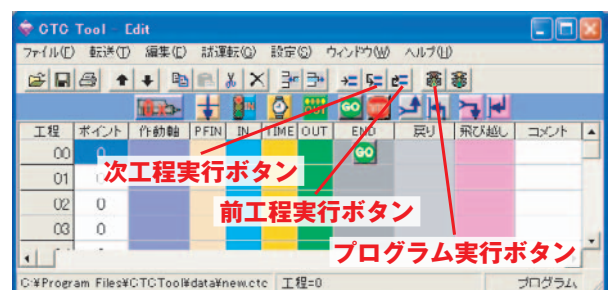 CTC Tool - Edit
ファイル(F) 転送(T) 編集(E) 試運転(Q) 設定(S) ウィンドウ(W) ヘルプ(U)
GO
工程 ポイント 作動軸 PFIN IN TIME OUT END 戻り 飛び越し コメント
00 0 GO
01
次工程実行ボタン
02 0
前工程実行ボタン
03 0
プログラム実行ボタン
C:¥Program Files¥CTCTool¥data¥new.ctc 工程=0 プログラム